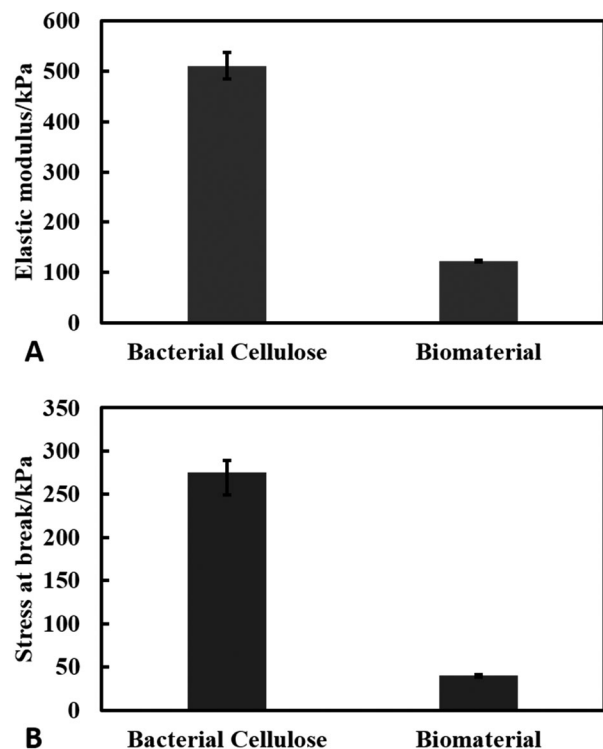 Elastic modulus/kPa
600
500
400
300
200
100
0
A
Bacterial Cellulose
Biomaterial
Stress at break/kPa
350
300
250
200
150
100
50
0
B
Bacterial Cellulose
Biomaterial